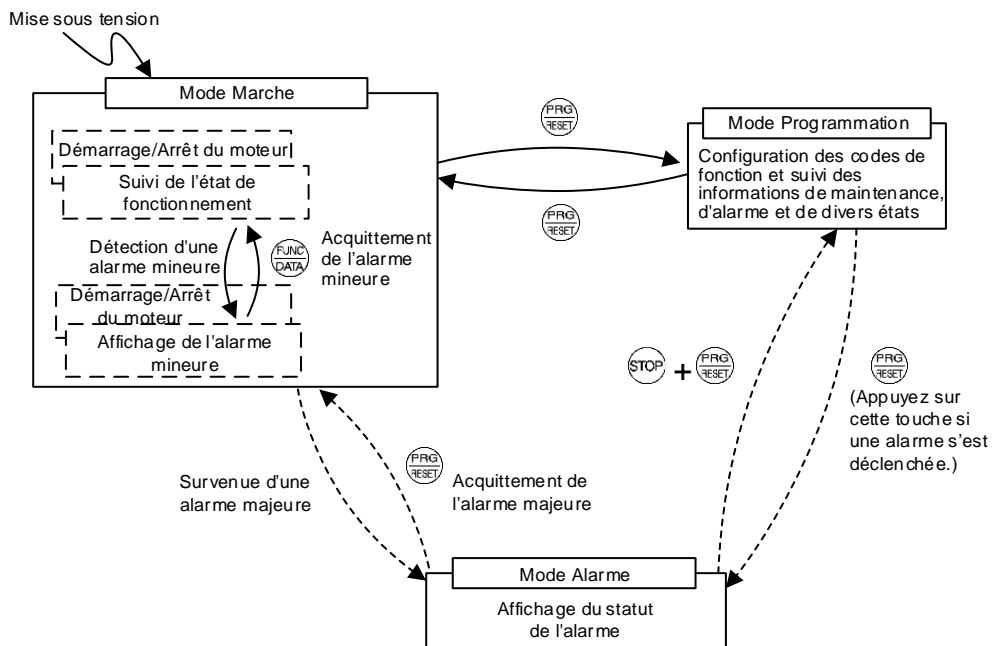 Mise sous tension
Mode Marche
Démarrage/Arrêt du moteur
Suivi de l'état de
fonctionnement
Détection d'une
alarme mineure
FUNC
DATA
Acquittement
de l'alarme
mineure
Démarrage/Arrêt
du moteur
Affichage de l'alarme
mineure
PRG
RESET
PRG
RESET
Mode Programmation
Configuration des codes de
fonction et suivi des
informations de maintenance,
d'alarme et de divers états
STOP + PRG
RESET
PRG
RESET
(Appuyez sur
cette touche si
une alarme s'est
déclenchée.)
Survenue d'une
alarme majeure
PRG
RESET
Acquittement de
l'alarme majeure
Mode Alarme
Affichage du statut
de l'alarme